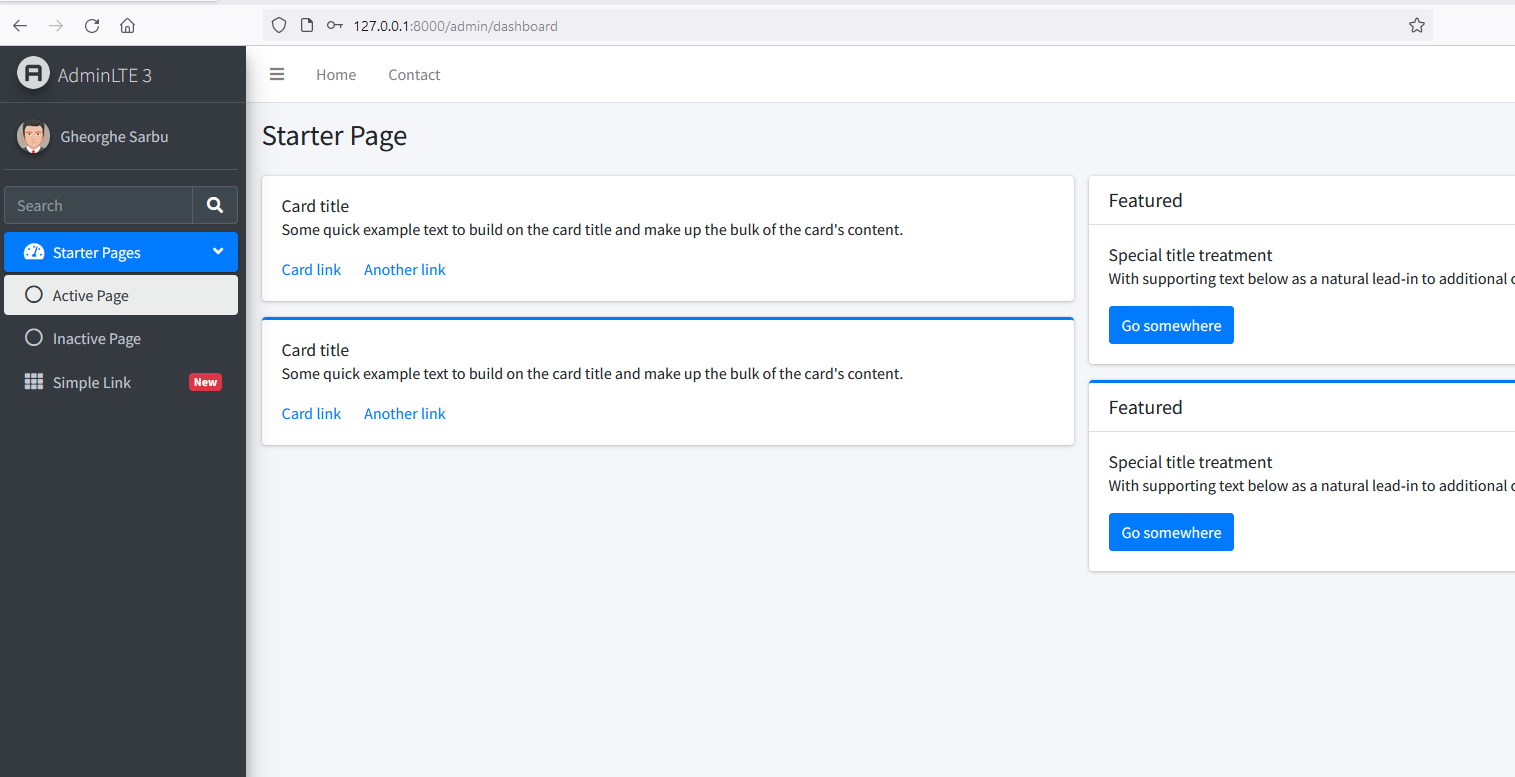 127.0.0.1:8000/admin/dashboard
AdminLTE 3
Home Contact
Gheorghe Sarbu
Search
Starter Pages
Active Page
Inactive Page
Simple Link New
Starter Page
Card title
Some quick example text to build on the card title and make up the bulk of the card's content.
Card link Another link
Card title
Some quick example text to build on the card title and make up the bulk of the card's content.
Card link Another link
Featured
Special title treatment
With supporting text below as a natural lead-in to additional
Go somewhere
Featured
Special title treatment
With supporting text below as a natural lead-in to additional
Go somewhere